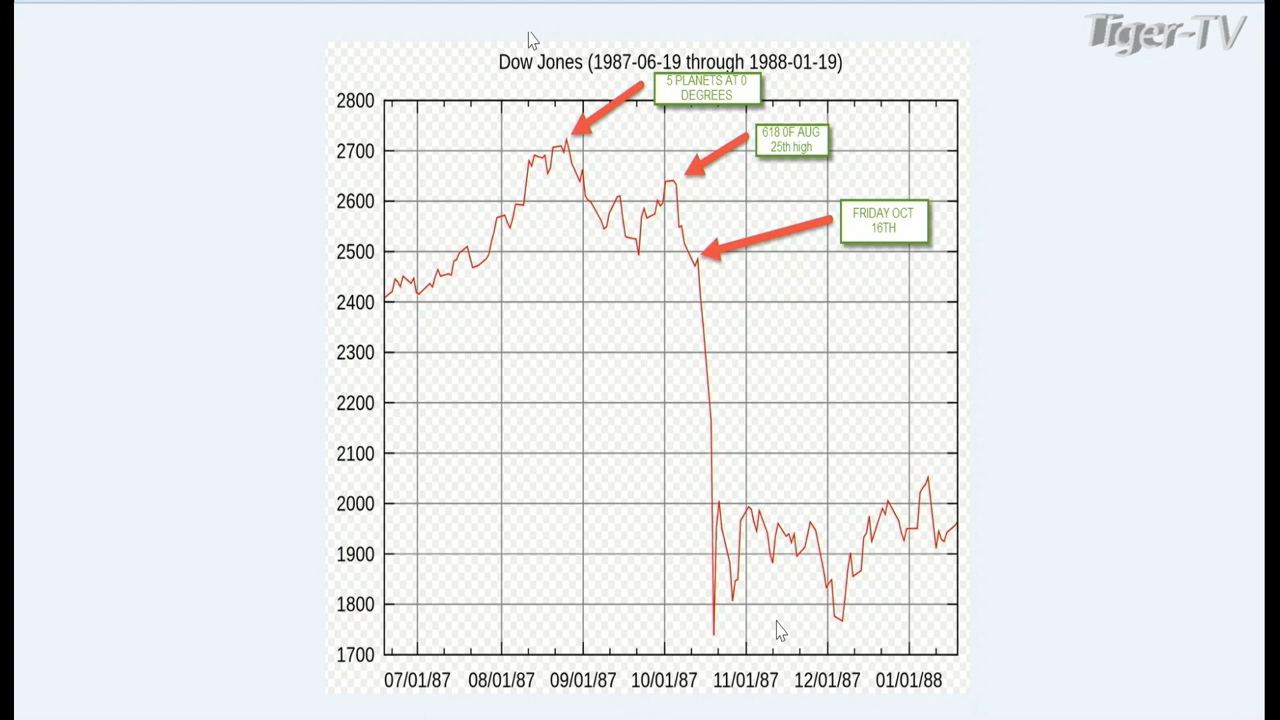 Tiger-TV
Dow Jones (1987-06-19 through 1988-01-19)
5 PLANETS AT 0
DEGREES
618 0F AUG
25th high
FRIDAY OCT
16TH
2800
2700
2600
2500
2400
2300
2200
2100
2000
1900
1800
1700
07/01/87 08/01/87 09/01/87 10/01/87 11/01/87 12/01/87 01/01/88